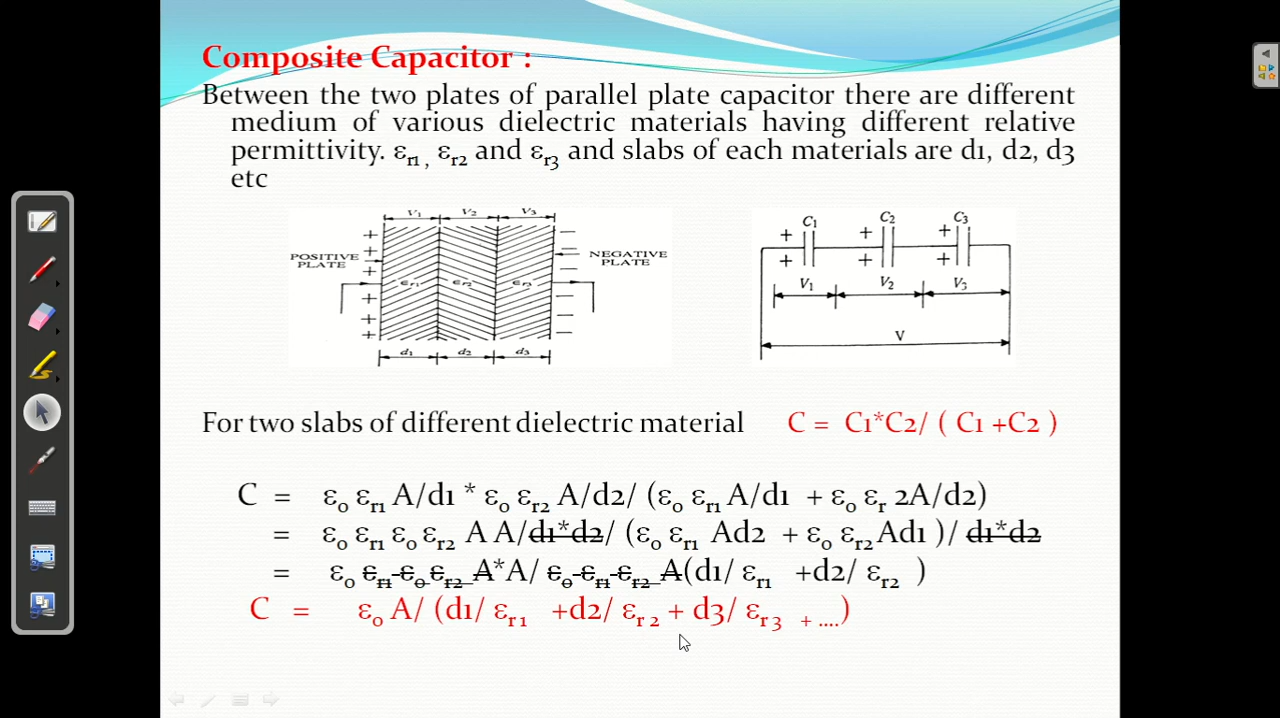 Composite Capacitor :
Between the two plates of parallel plate capacitor there are different
medium of various dielectric materials having different relative
permittivity. εr1 , εr2 and εr3 and slabs of each materials are d1, d2, d3
etc
V1 V2 V3
POSITIVE PLATE
NEGATIVE PLATE
εr1 εr2 εr3
d1 d2 d3
C1 C2 C3
V1 V2 V3
V
For two slabs of different dielectric material C = C1*C2/ ( C1 +C2 )
C = εo εr1 A/d1 * εo εr2 A/d2/ (εo εr1 A/d1 + εo εr 2A/d2)
= εo εr1 εo εr2 A A/d1*d2/ (εo εr1 Ad2 + εo εr2 Ad1 )/ d1*d2
= εo εr1 εo εr2 A*A/ εo εr1 εr2 A(d1/ εr1 +d2/ εr2 )
C = εo A/ (d1/ εr1 +d2/ εr2 + d3/ εr3 + ....)